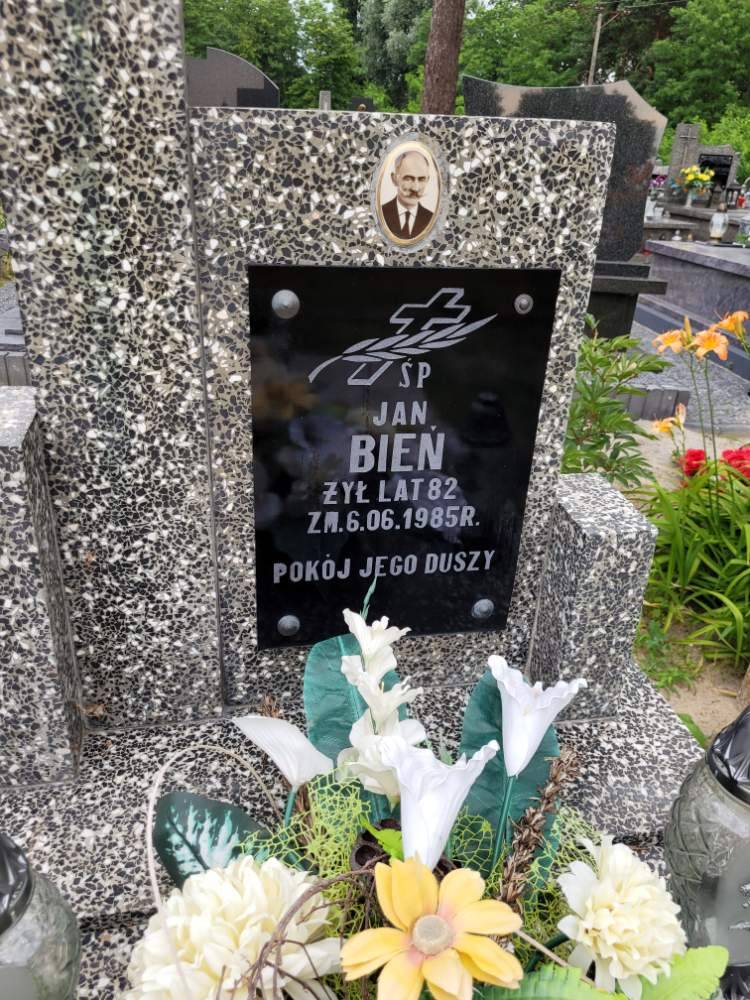 ŚP
JAN
BIEŃ
ŻYŁ LAT 82
ZM. 6.06.1985R.
POKÓJ JEGO DUSZY